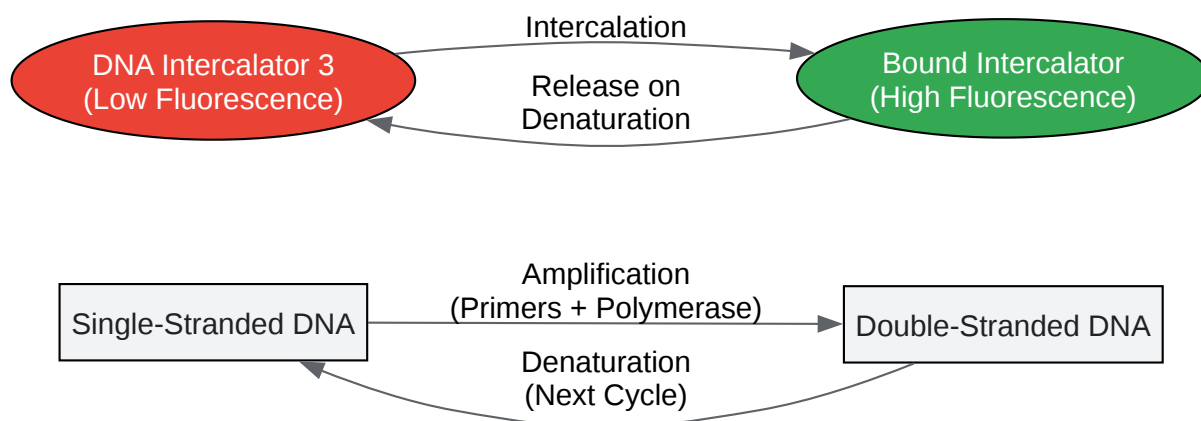 Intercalation
DNA Intercalator 3
(Low Fluorescence)
Bound Intercalator
(High Fluorescence)
Release on
Denaturation
Amplification
(Primers + Polymerase)
Single-Stranded DNA
Double-Stranded DNA
Denaturation
(Next Cycle)